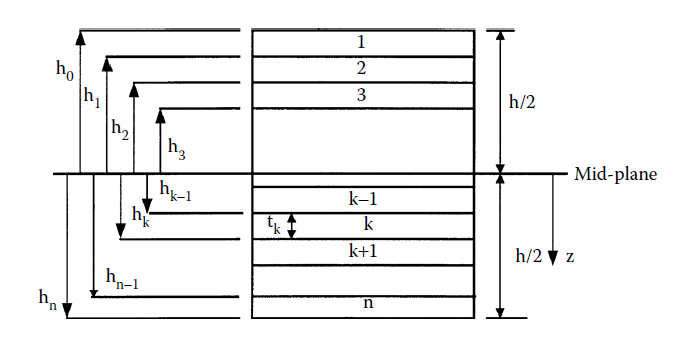 1
h₀
2
h₁
3
h/2
h₂
h₃
Mid-plane
hₖ₋₁
k–1
hₖ
tₖ
k
k+1
h/2
z
hₙ₋₁
hₙ
n